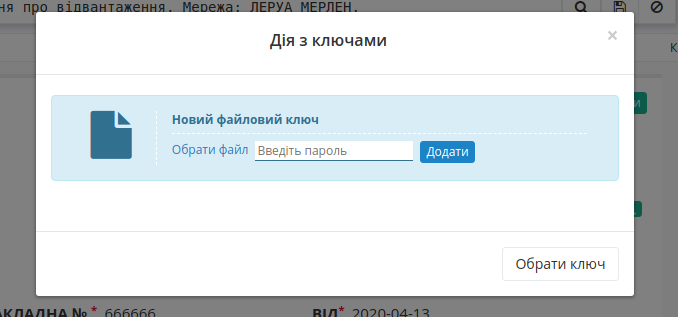 ня про відвантаження. Мережа: ЛЕРУА МЕРЛЕН.
Дія з ключами
×
К
Новий файловий ключ
Обрати файл Введіть пароль Додати
и
Обрати ключ
АКЛАДНА № * 666666 ВІД* 2020-04-13